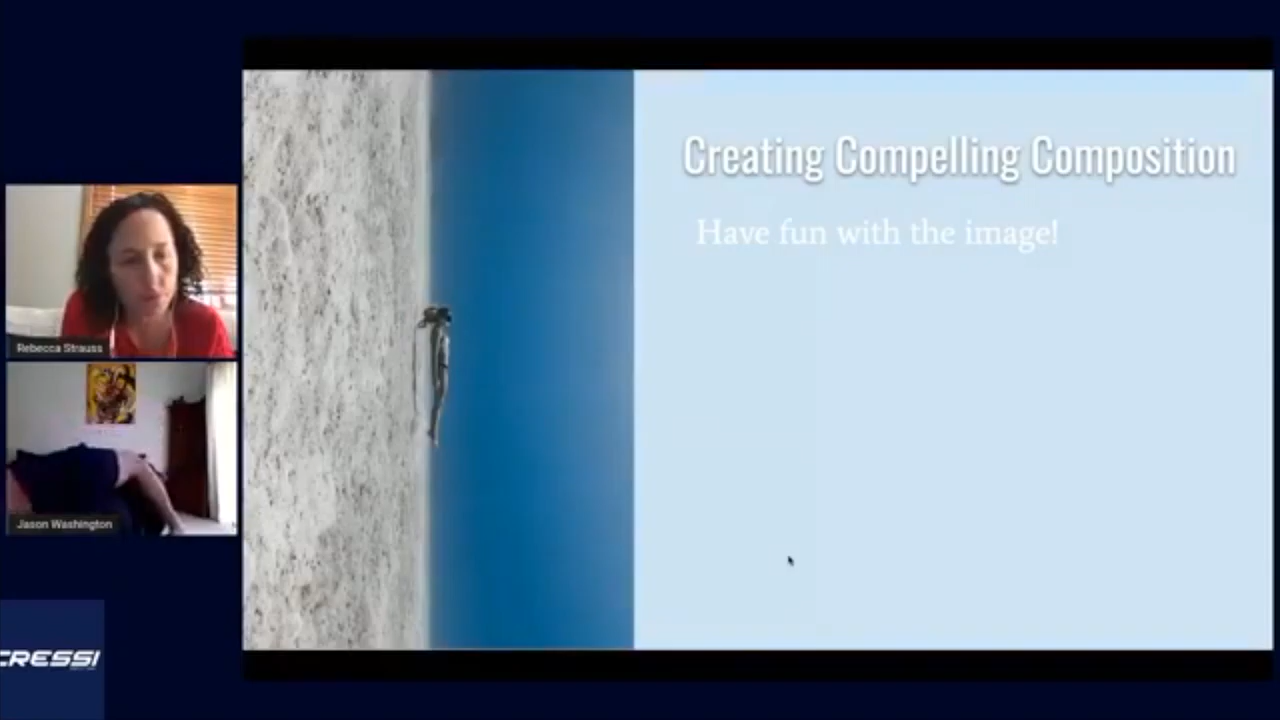 Creating Compelling Composition
Have fun with the image!
Rebecca Strauss
Jason Washington
CRESSI